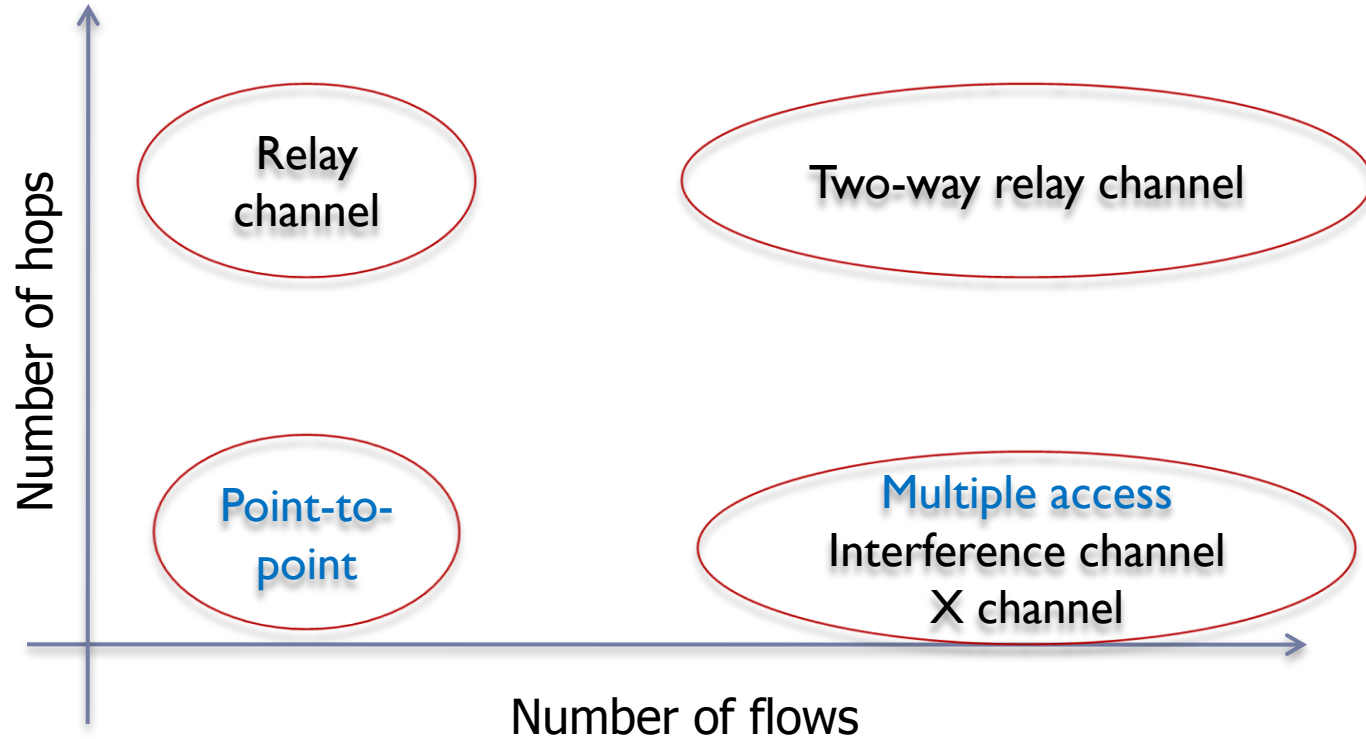 Number of hops
Relay
channel
Two-way relay channel
Point-to-
point
Multiple access
Interference channel
X channel
Number of flows